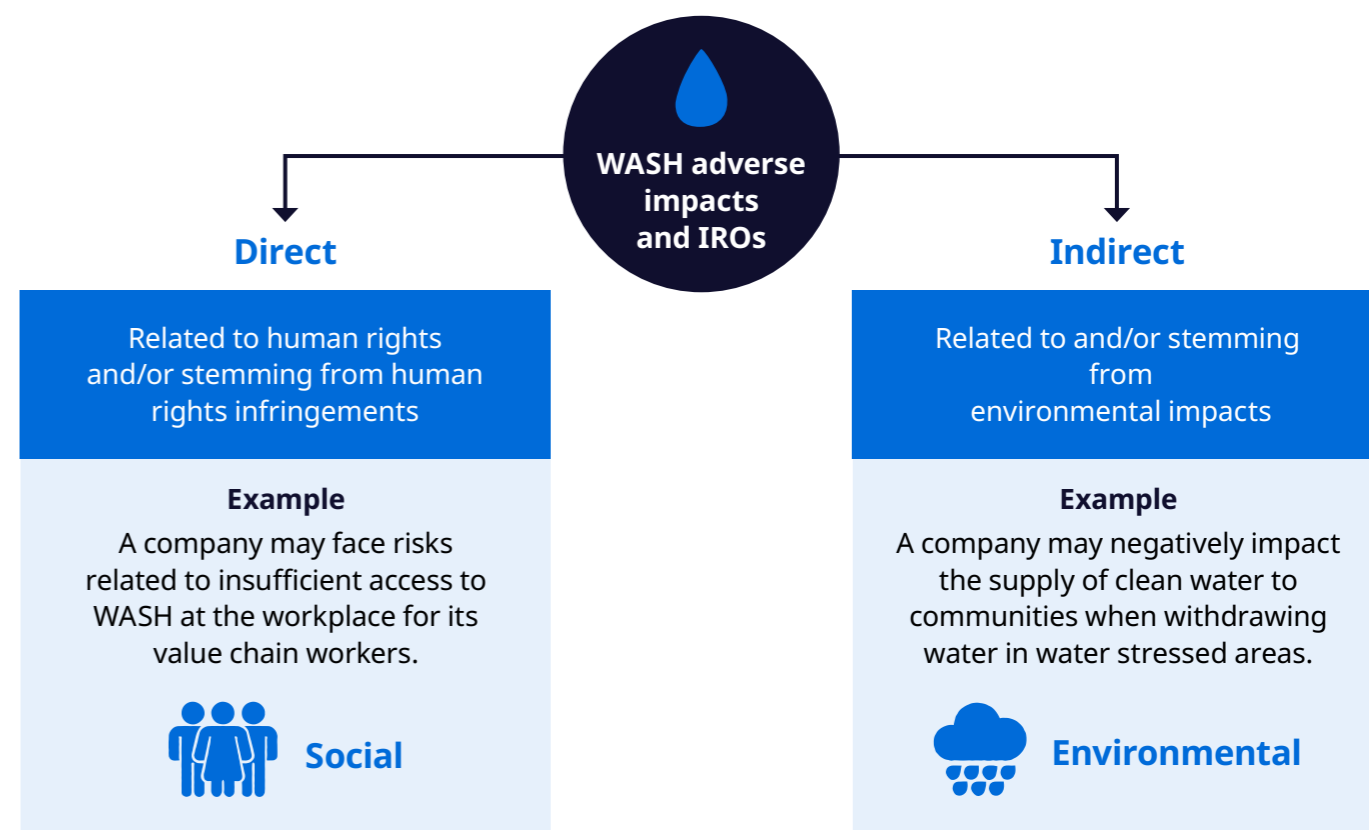 WASH adverse
impacts
and IROs
Direct
Related to human rights
and/or stemming from human
rights infringements
Example
A company may face risks
related to insufficient access to
WASH at the workplace for its
value chain workers.
Social
Indirect
Related to and/or stemming
from
environmental impacts
Example
A company may negatively impact
the supply of clean water to
communities when withdrawing
water in water stressed areas.
Environmental